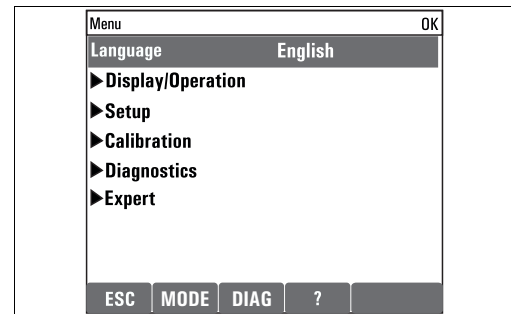 Menu OK
Language English
▶Display/Operation
▶Setup
▶Calibration
▶Diagnostics
▶Expert
ESC MODE DIAG ?